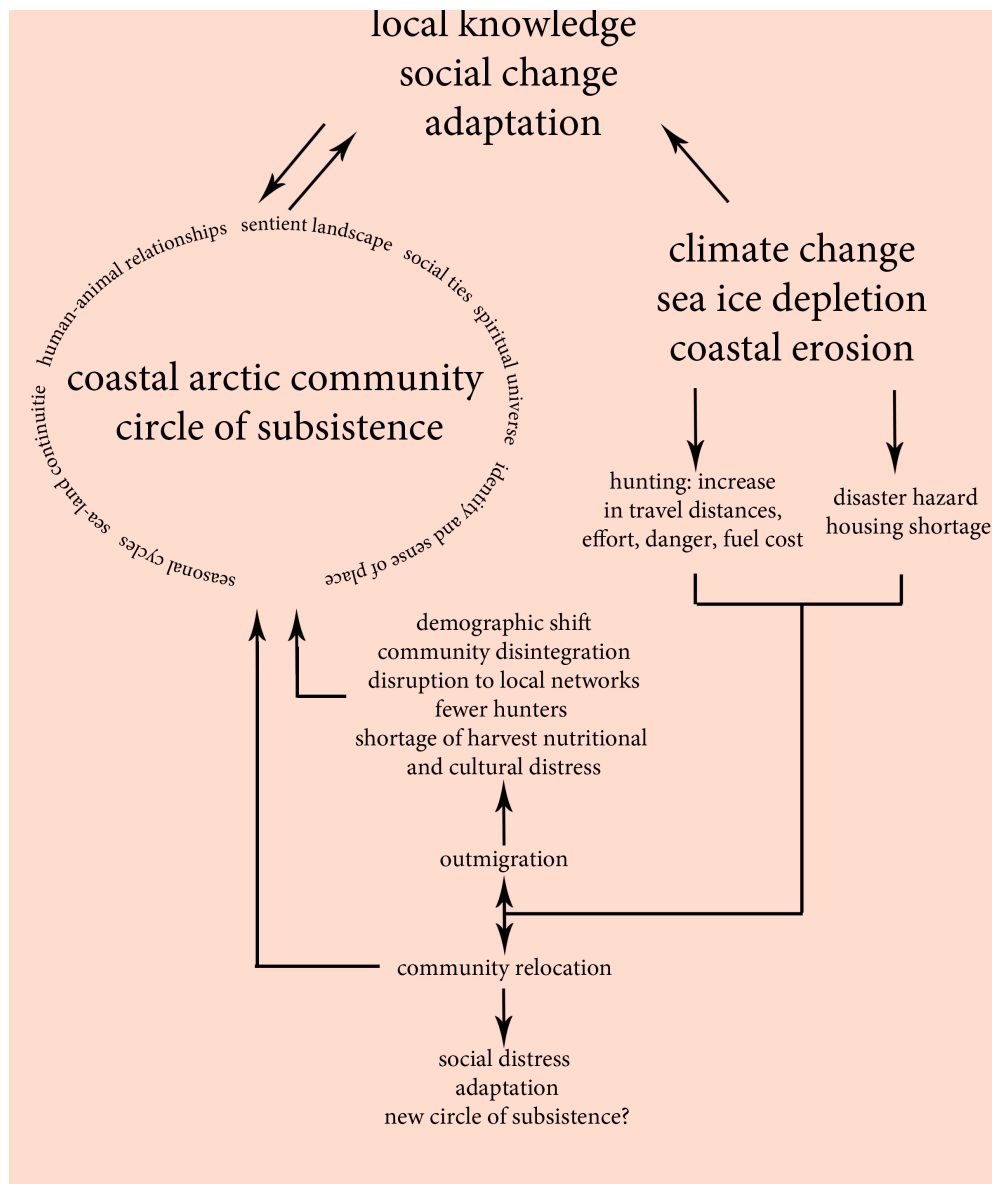 local knowledge
social change
adaptation
climate change
sea ice depletion
coastal erosion
seasonal cycles
sea-land continuitie
human-animal relationships
sentient landscape
social ties
spiritual universe
identity and sense of place
coastal arctic community
circle of subsistence
hunting: increase
in travel distances,
effort, danger, fuel cost
disaster hazard
housing shortage
demographic shift
community disintegration
disruption to local networks
fewer hunters
shortage of harvest nutritional
and cultural distress
outmigration
community relocation
social distress
adaptation
new circle of subsistence?